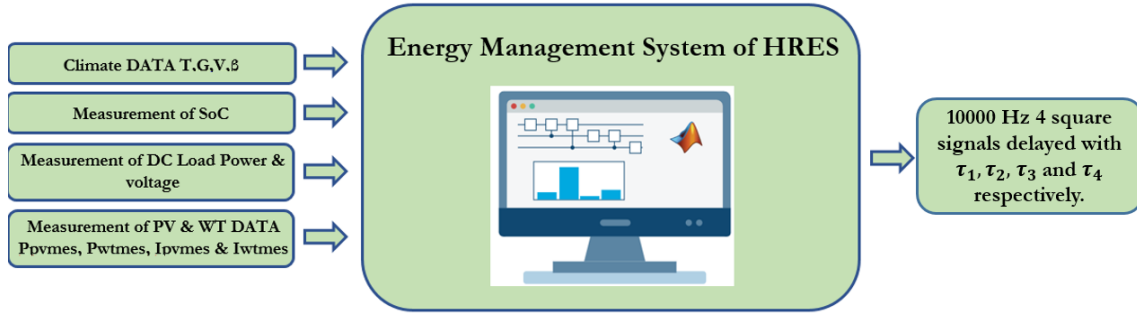 Energy Management System of HRES
Climate DATA T,G,V,β
Measurement of SoC
Measurement of DC Load Power &
voltage
Measurement of PV & WT DATA
Ppvmes, Pwtmes, Ipvmes & Iwtmes
10000 Hz 4 square
signals delayed with
τ₁, τ₂, τ₃ and τ₄
respectively.